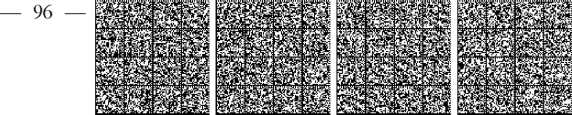 — 96 —